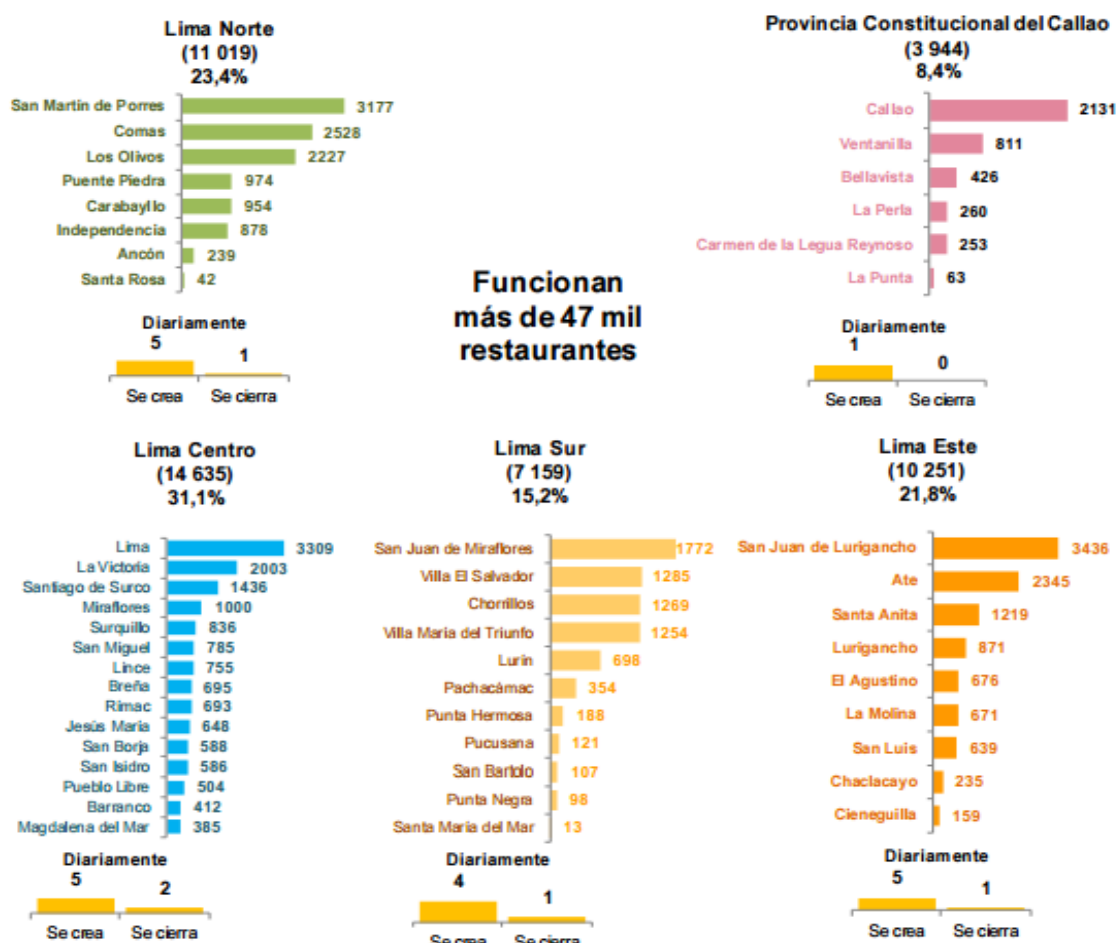 Lima Norte
(11 019)
23,4%
San Martín de Porres 3177
Comas 2528
Los Olivos 2227
Puente Piedra 974
Carabayllo 954
Independencia 878
Ancón 239
Santa Rosa 42
Diariamente
5 1
Se crea Se cierra
Provincia Constitucional del Callao
(3 944)
8,4%
Callao 2131
Ventanilla 811
Bellavista 426
La Perla 260
Carmen de la Legua Reynoso 253
La Punta 63
Diariamente
1 0
Se crea Se cierra
Funcionan
más de 47 mil
restaurantes
Lima Centro
(14 635)
31,1%
Lima 3309
La Victoria 2003
Santiago de Surco 1436
Miraflores 1000
Surquillo 836
San Miguel 785
Lince 755
Breña 695
Rímac 693
Jesús María 648
San Borja 588
San Isidro 586
Pueblo Libre 504
Barranco 412
Magdalena del Mar 385
Diariamente
5 2
Se crea Se cierra
Lima Sur
(7 159)
15,2%
San Juan de Miraflores 1772
Villa El Salvador 1285
Chorrillos 1269
Villa María del Triunfo 1254
Lurín 698
Pachacámac 354
Punta Hermosa 188
Pucusana 121
San Bartolo 107
Punta Negra 98
Santa María del Mar 13
Diariamente
4 1
Se crea Se cierra
Lima Este
(10 251)
21,8%
San Juan de Lurigancho 3436
Ate 2345
Santa Anita 1219
Lurigancho 871
El Agustino 676
La Molina 671
San Luis 639
Chaclacayo 235
Cieneguilla 159
Diariamente
5 1
Se crea Se cierra